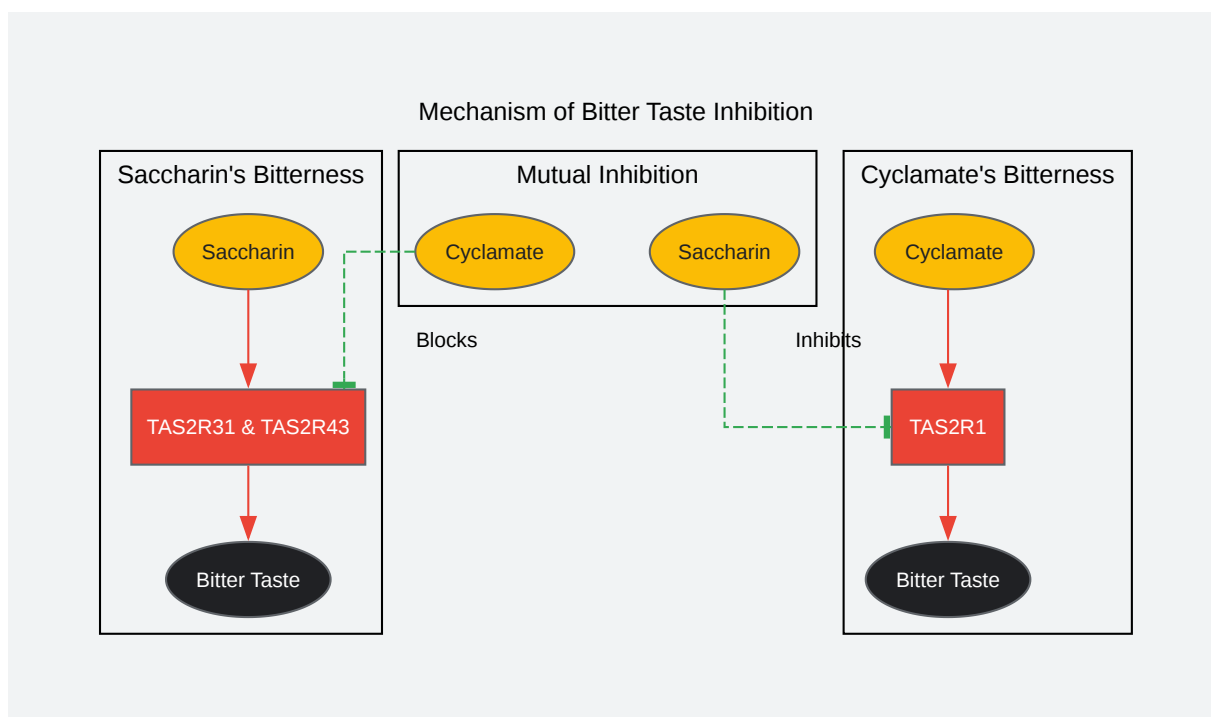 Mechanism of Bitter Taste Inhibition
Saccharin's Bitterness
Mutual Inhibition
Cyclamate's Bitterness
Saccharin
Cyclamate
Saccharin
Cyclamate
Blocks
Inhibits
TAS2R31 & TAS2R43
TAS2R1
Bitter Taste
Bitter Taste